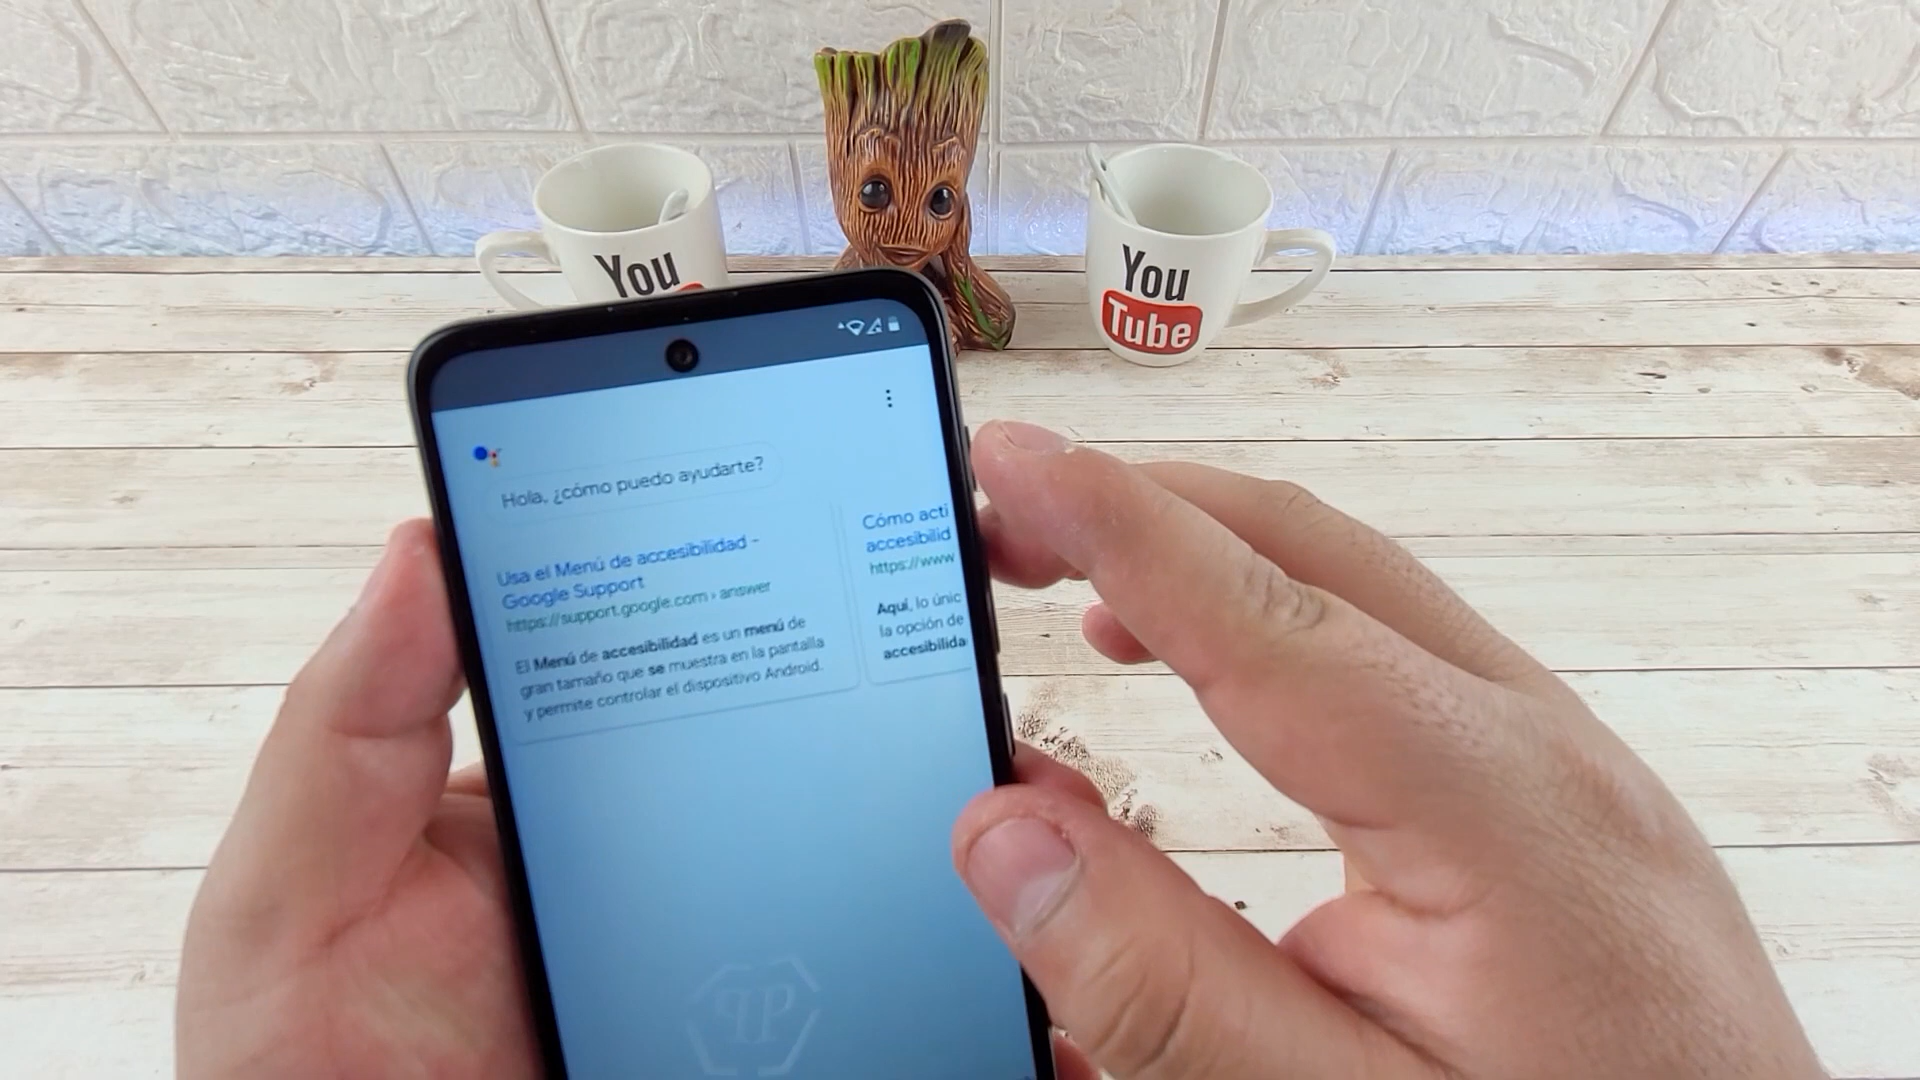 You
You
Tube
Hola, ¿cómo puedo ayudarte?
Usa el Menú de accesibilidad -
Google Support
https://support.google.com › answer
El Menú de accesibilidad es un menú de
gran tamaño que se muestra en la pantalla
y permite controlar el dispositivo Android.
Cómo acti
accesibilid
https://www
Aquí, lo únic
la opción de
accesibilida